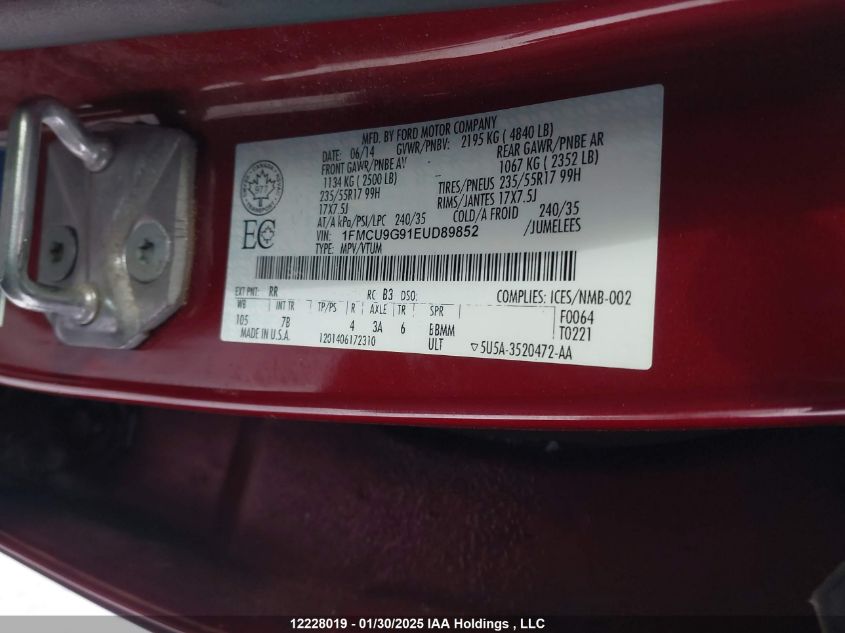 MFD. BY FORD MOTOR COMPANY
DATE: 06/14 GVWR/PNBV: 2195 KG ( 4840 LB)
FRONT GAWR/PNBE AV REAR GAWR/PNBE AR
1134 KG ( 2500 LB) 1067 KG ( 2352 LB)
235/55R17 99H TIRES/PNEUS 235/55R17 99H
17X7.5J RIMS/JANTES 17X7.5J
AT/A kPa/PSI/LPC 240/35 COLD/A FROID 240/35
VIN: 1FMCU9G91EUD89852 /JUMELEES
TYPE: MPV/VTUM
977
EC
EXT PNT: RR RC B3 DSO: COMPLIES: ICES/NMB-002
WB INT TR TP/PS R AXLE TR SPR F0064
105 7B 4 3A 6 EBMM T0221
MADE IN U.S.A. 1201406172310 ULT ▽5U5A-3520472-AA
12228019 - 01/30/2025 IAA Holdings , LLC